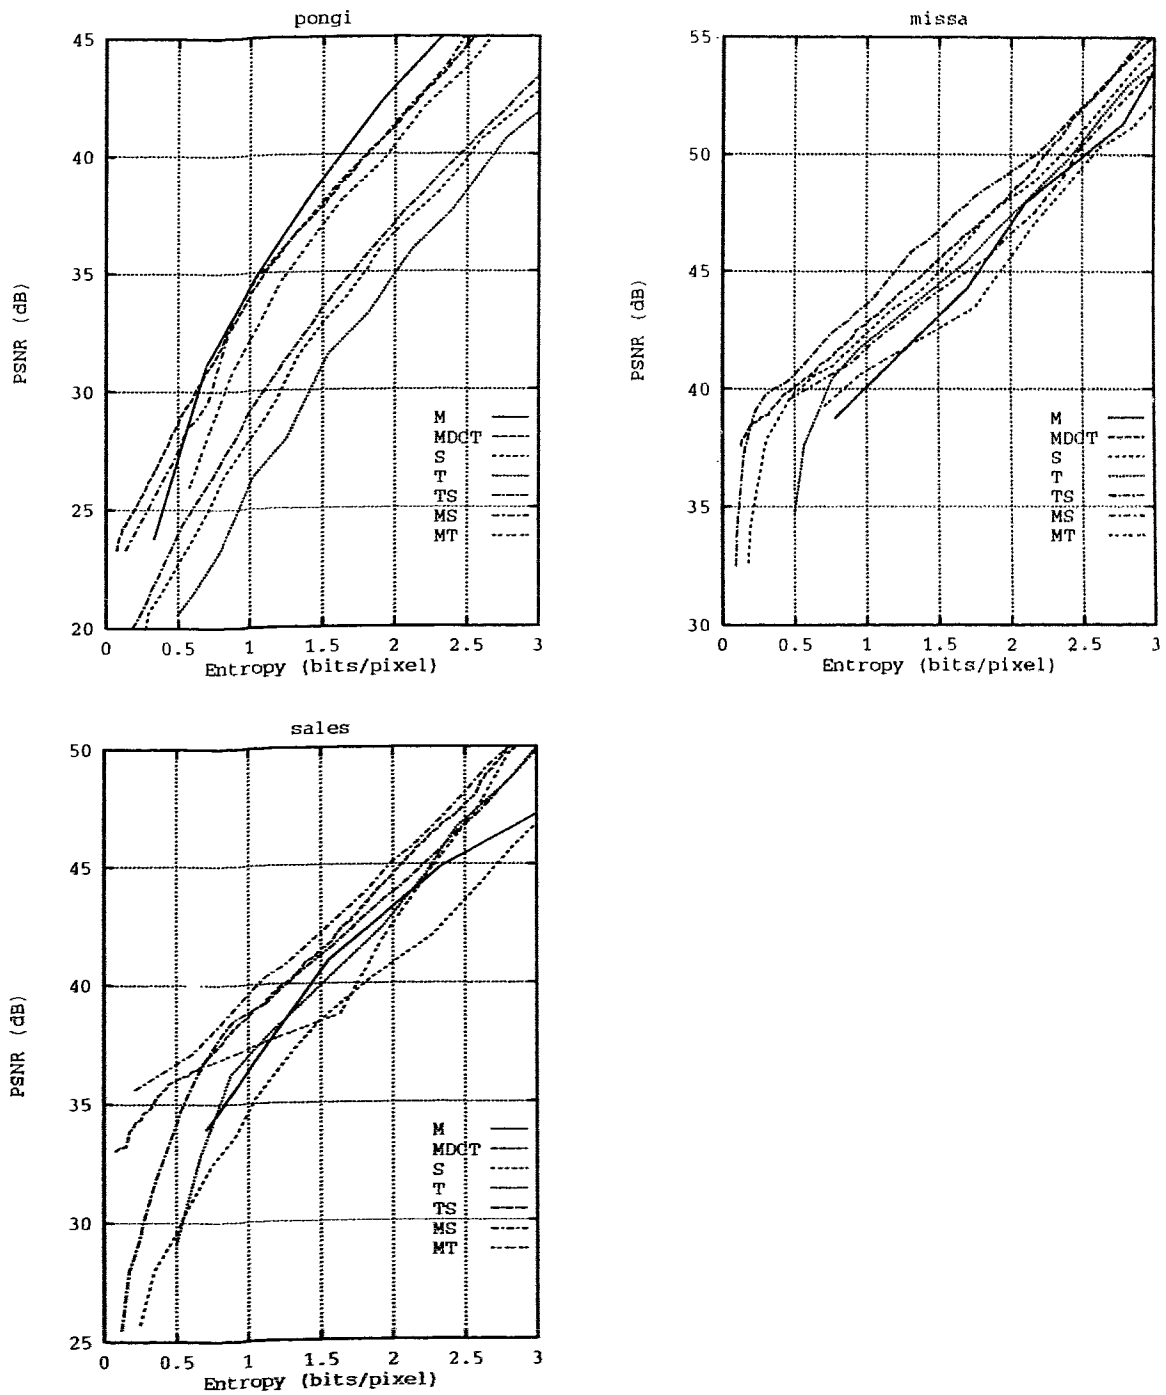 pongi
45
40
35
30
25
20
PSNR (dB)
M
MDCT
S
T
TS
MS
MT
0 0.5 1 1.5 2 2.5 3
Entropy (bits/pixel)
missa
55
50
45
40
35
30
PSNR (dB)
M
MDCT
S
T
TS
MS
MT
0 0.5 1 1.5 2 2.5 3
Entropy (bits/pixel)
sales
50
45
40
35
30
25
PSNR (dB)
M
MDCT
S
T
TS
MS
MT
0 0.5 1 1.5 2 2.5 3
Entropy (bits/pixel)